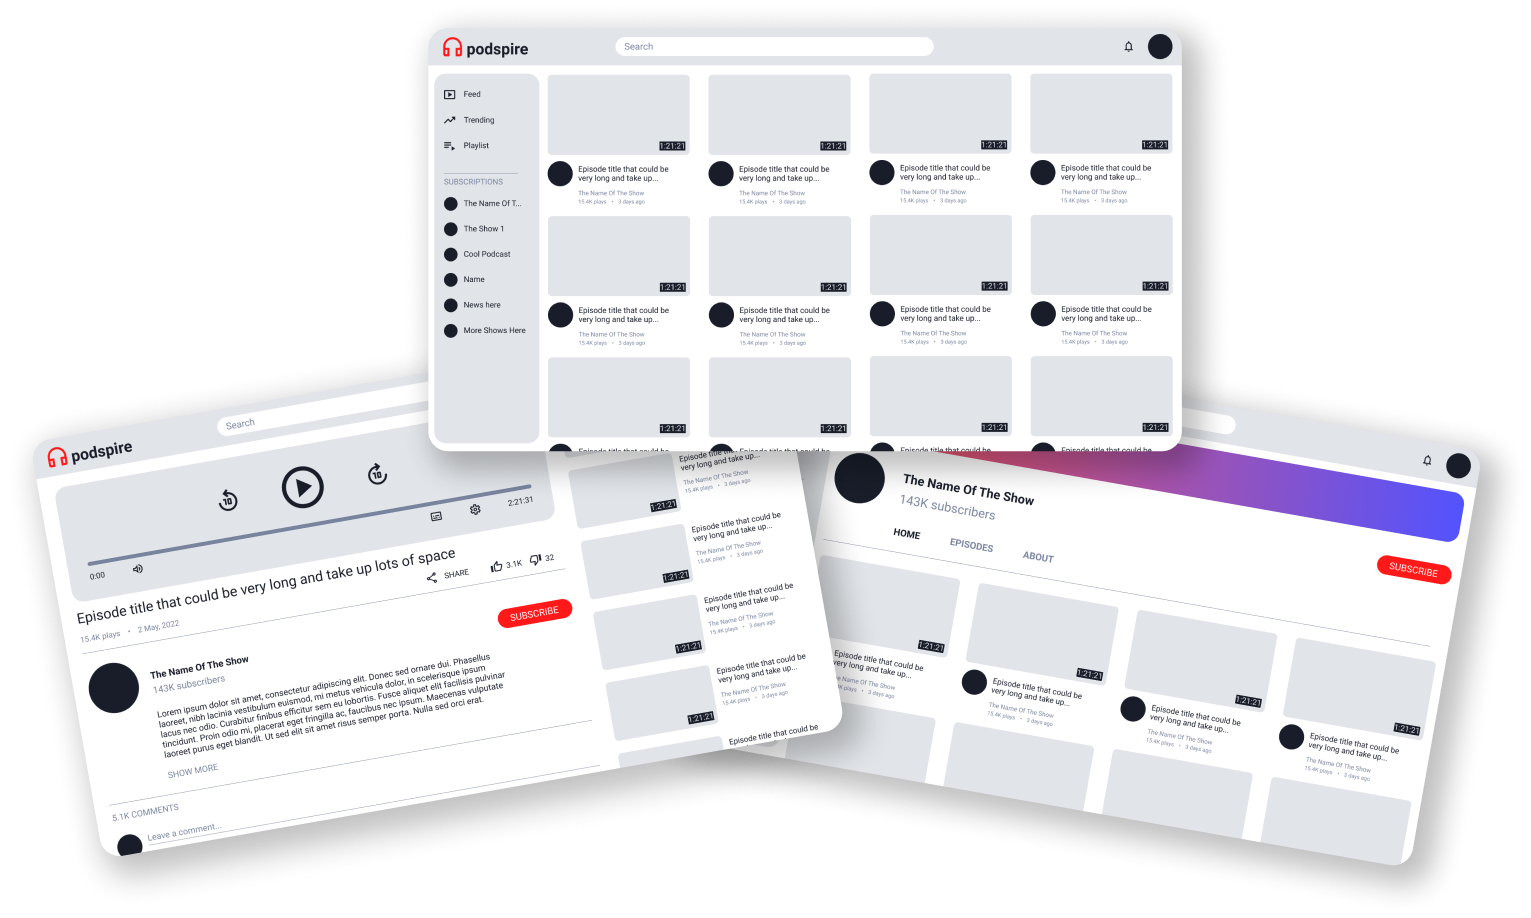 podspire
Search
Feed
Trending
Playlist
SUBSCRIPTIONS
The Name Of T...
The Show 1
Cool Podcast
Name
News here
More Shows Here
1:21:21
1:21:21
1:21:21
1:21:21
Episode title that could be
very long and take up...
The Name Of The Show
15.4K plays • 3 days ago
Episode title that could be
very long and take up...
The Name Of The Show
15.4K plays • 3 days ago
Episode title that could be
very long and take up...
The Name Of The Show
15.4K plays • 3 days ago
Episode title that could be
very long and take up...
The Name Of The Show
15.4K plays • 3 days ago
1:21:21
1:21:21
1:21:21
1:21:21
Episode title that could be
very long and take up...
The Name Of The Show
15.4K plays • 3 days ago
Episode title that could be
very long and take up...
The Name Of The Show
15.4K plays • 3 days ago
Episode title that could be
very long and take up...
The Name Of The Show
15.4K plays • 3 days ago
Episode title that could be
very long and take up...
The Name Of The Show
15.4K plays • 3 days ago
1:21:21
1:21:21
1:21:21
1:21:21
Episode title that could be
Episode title that could be
Episode title that could be
Episode title that could be
podspire
Search
10
10
0:00
2:21:31
Episode title that could be very long and take up lots of space
15.4K plays • 2 May, 2022
SHARE
3.1K
32
SUBSCRIBE
The Name Of The Show
143K subscribers
Lorem ipsum dolor sit amet, consectetur adipiscing elit. Donec sed ornare dui. Phasellus
laoreet, nibh lacinia vestibulum euismod, mi metus vehicula dolor, in scelerisque ipsum
lacus nec odio. Curabitur finibus efficitur sem eu lobortis. Fusce aliquet elit facilisis pulvinar
tincidunt. Proin odio mi, placerat eget fringilla ac, faucibus nec ipsum. Maecenas vulputate
laoreet purus eget blandit. Ut sed elit sit amet risus semper porta. Nulla sed orci erat.
SHOW MORE
5.1K COMMENTS
Leave a comment...
1:21:21
Episode title that could be
very long and take up...
The Name Of The Show
15.4K plays • 3 days ago
1:21:21
Episode title that could be
very long and take up...
The Name Of The Show
15.4K plays • 3 days ago
1:21:21
Episode title that could be
very long and take up...
The Name Of The Show
15.4K plays • 3 days ago
1:21:21
Episode title that could be
very long and take up...
The Name Of The Show
15.4K plays • 3 days ago
Episode title that could be
The Name Of The Show
143K subscribers
HOME
EPISODES
ABOUT
SUBSCRIBE
1:21:21
1:21:21
1:21:21
1:21:21
Episode title that could be
very long and take up...
The Name Of The Show
plays • 3 days ago
Episode title that could be
very long and take up...
The Name Of The Show
15.4K plays • 3 days ago
Episode title that could be
very long and take up...
The Name Of The Show
15.4K plays • 3 days ago
Episode title that could be
very long and take up...
The Name Of The Show
15.4K plays • 3 days ago